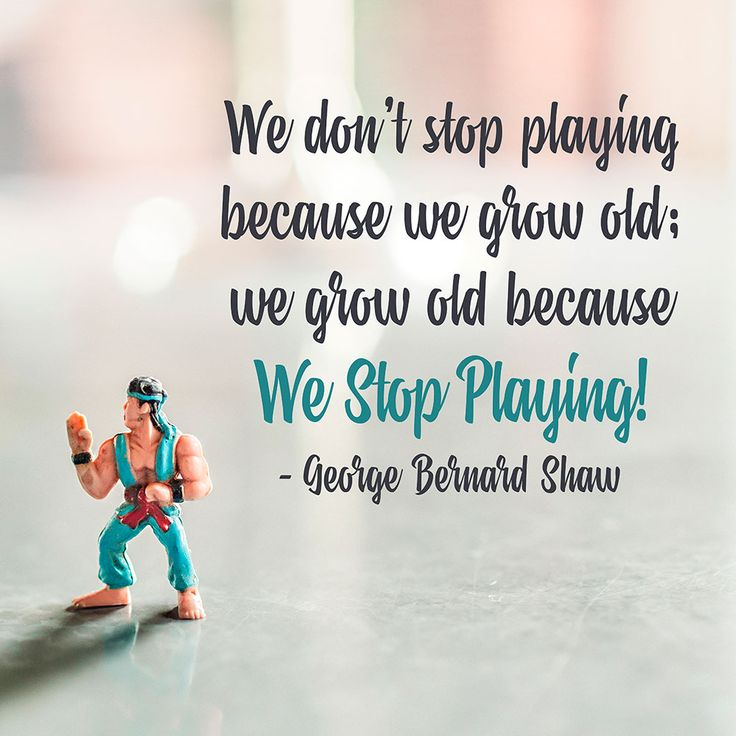 We don't stop playing
because we grow old;
we grow old because
We Stop Playing!
- George Bernard Shaw